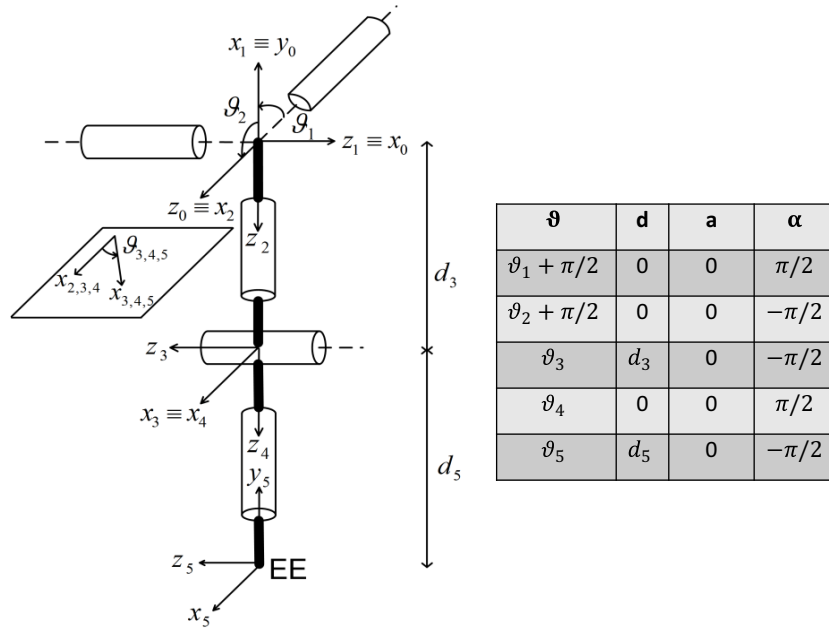 x₁ ≡ y₀
ϑ₂
ϑ₁
z₁ ≡ x₀
z₀ ≡ x₂
z₂
ϑ₃,₄,₅
x₂,₃,₄
x₃,₄,₅
d₃
z₃
x₃ ≡ x₄
z₄
y₅
d₅
z₅
EE
x₅
ϑ d a α
ϑ₁ + π/2 0 0 π/2
ϑ₂ + π/2 0 0 −π/2
ϑ₃ d₃ 0 −π/2
ϑ₄ 0 0 π/2
ϑ₅ d₅ 0 −π/2